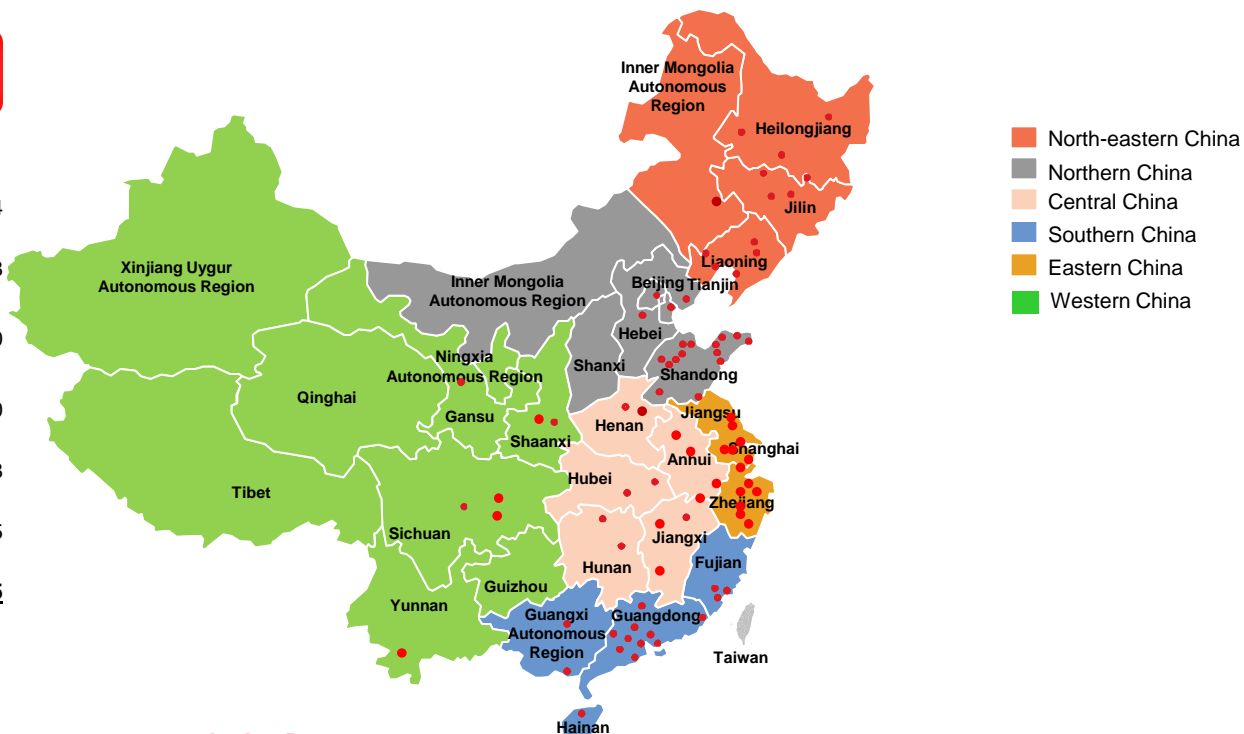 Inner Mongolia
Autonomous
Region
Heilongjiang
Jilin
Liaoning
Xinjiang Uygur
Autonomous Region
Inner Mongolia
Autonomous Region
Beijing
Tianjin
Hebei
Shanxi
Shandong
Ningxia
Autonomous Region
Qinghai
Gansu
Shaanxi
Henan
Jiangsu
Shanghai
Anhui
Hubei
Zhejiang
Tibet
Sichuan
Jiangxi
Hunan
Fujian
Guizhou
Yunnan
Guangxi
Autonomous
Region
Guangdong
Taiwan
Hainan
North-eastern China
Northern China
Central China
Southern China
Eastern China
Western China